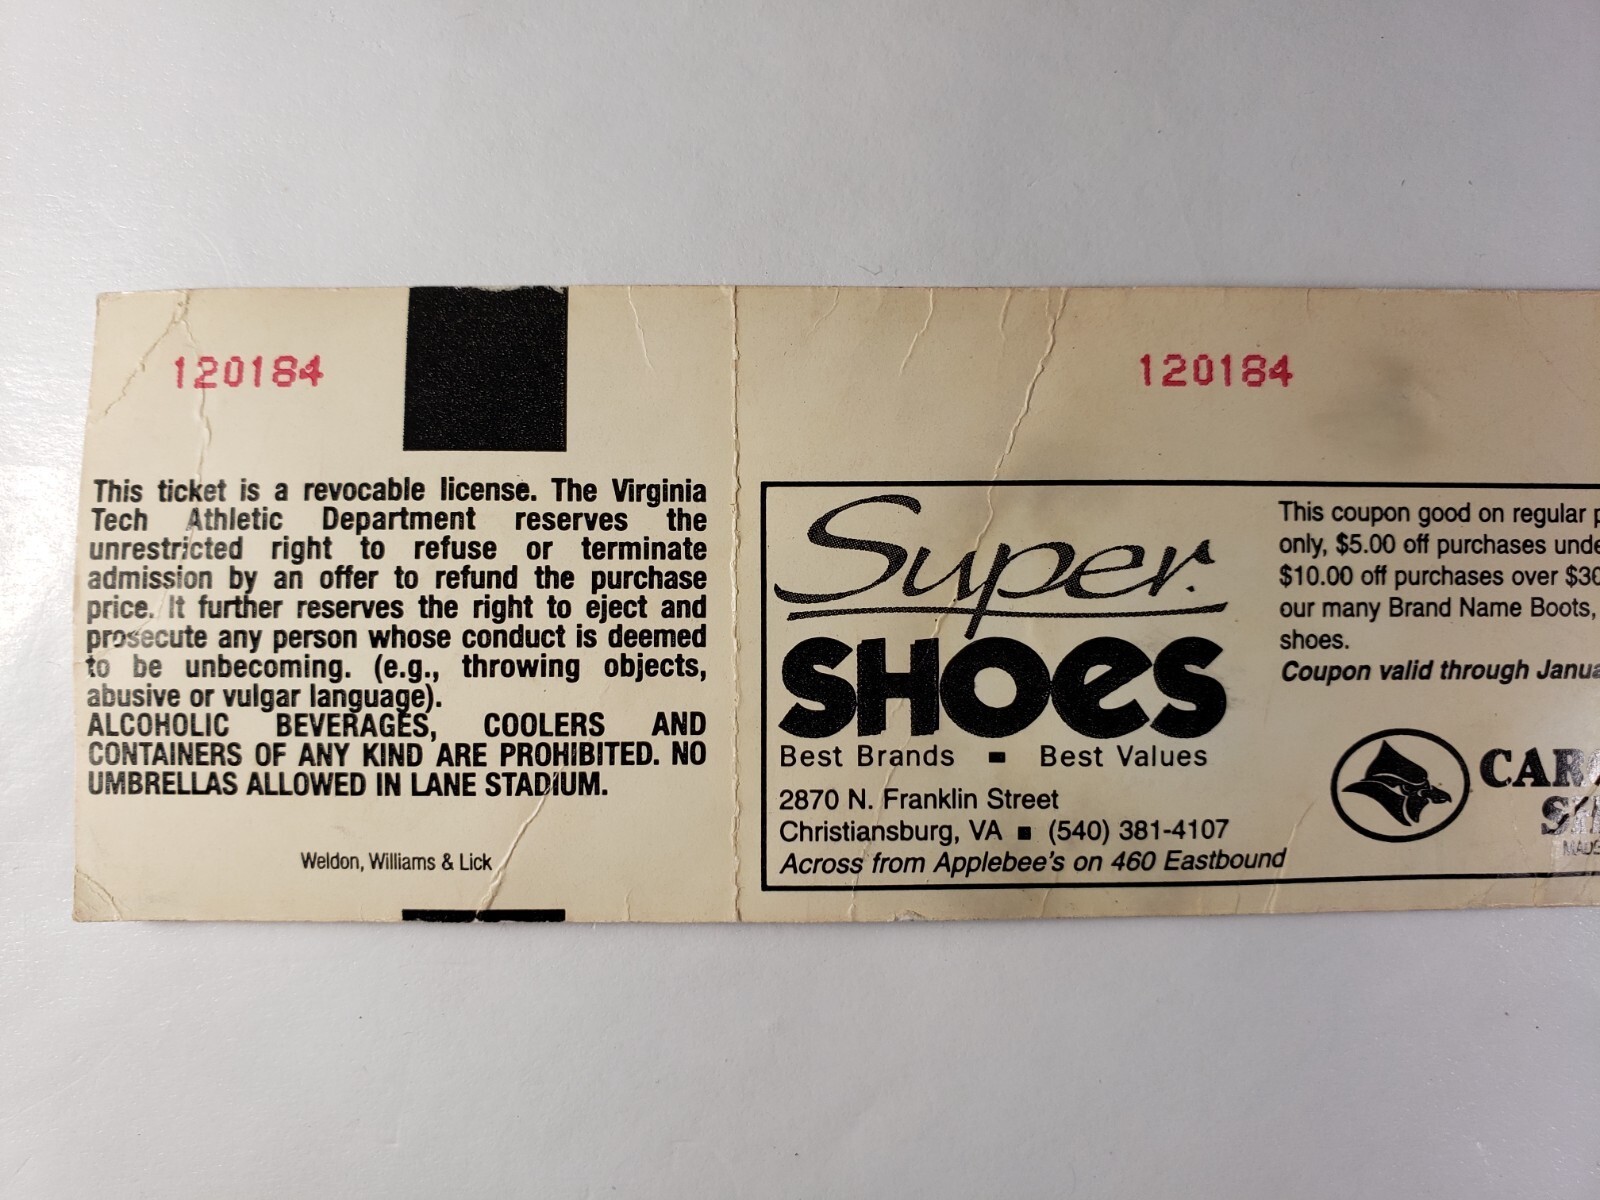 120184
This ticket is a revocable license. The Virginia
Tech Athletic Department reserves the
unrestricted right to refuse or terminate
admission by an offer to refund the purchase
price. It further reserves the right to eject and
prosecute any person whose conduct is deemed
to be unbecoming. (e.g., throwing objects,
abusive or vulgar language).
ALCOHOLIC BEVERAGES, COOLERS AND
CONTAINERS OF ANY KIND ARE PROHIBITED. NO
UMBRELLAS ALLOWED IN LANE STADIUM.
Weldon, Williams & Lick
120184
Super
SHOES
Best Brands ▪ Best Values
2870 N. Franklin Street
Christiansburg, VA ▪ (540) 381-4107
Across from Applebee's on 460 Eastbound
This coupon good on regular
only, $5.00 off purchases
$10.00 off purchases over
our many Brand Name Boots,
shoes.
Coupon valid through